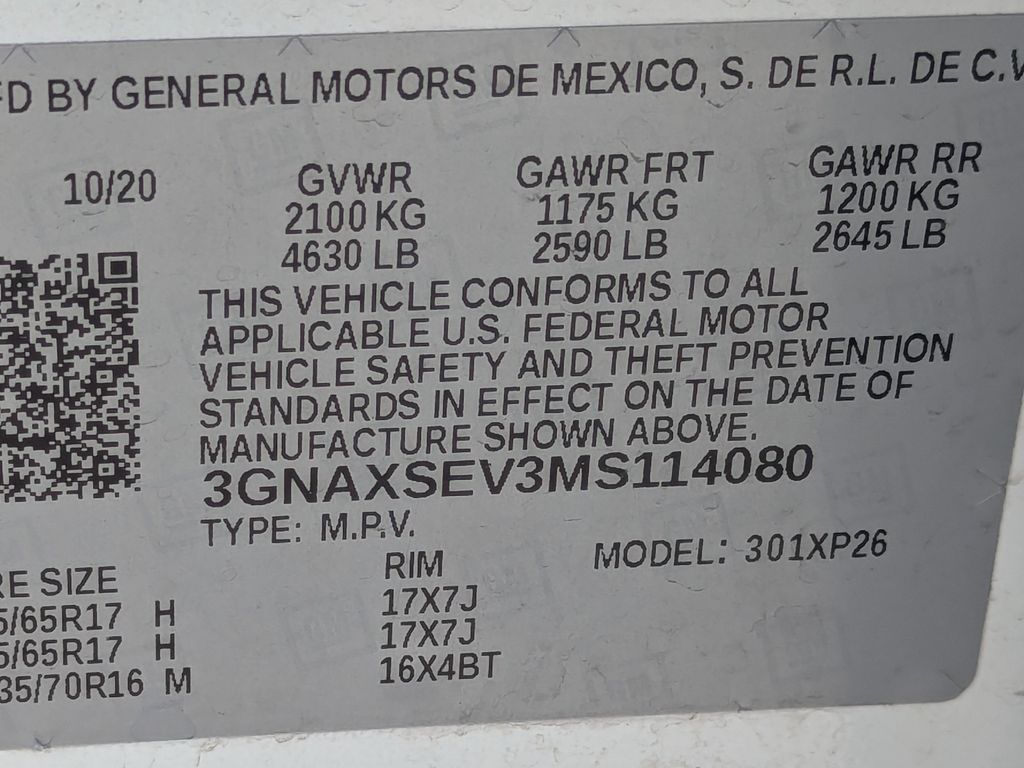 FD BY GENERAL MOTORS DE MEXICO, S. DE R.L. DE C.V
10/20 GVWR GAWR FRT GAWR RR
2100 KG 1175 KG 1200 KG
4630 LB 2590 LB 2645 LB
THIS VEHICLE CONFORMS TO ALL
APPLICABLE U.S. FEDERAL MOTOR
VEHICLE SAFETY AND THEFT PREVENTION
STANDARDS IN EFFECT ON THE DATE OF
MANUFACTURE SHOWN ABOVE.
3GNAXSEV3MS114080
TYPE: M.P.V.
MODEL: 301XP26
RE SIZE RIM
5/65R17 H 17X7J
5/65R17 H 17X7J
35/70R16 M 16X4BT